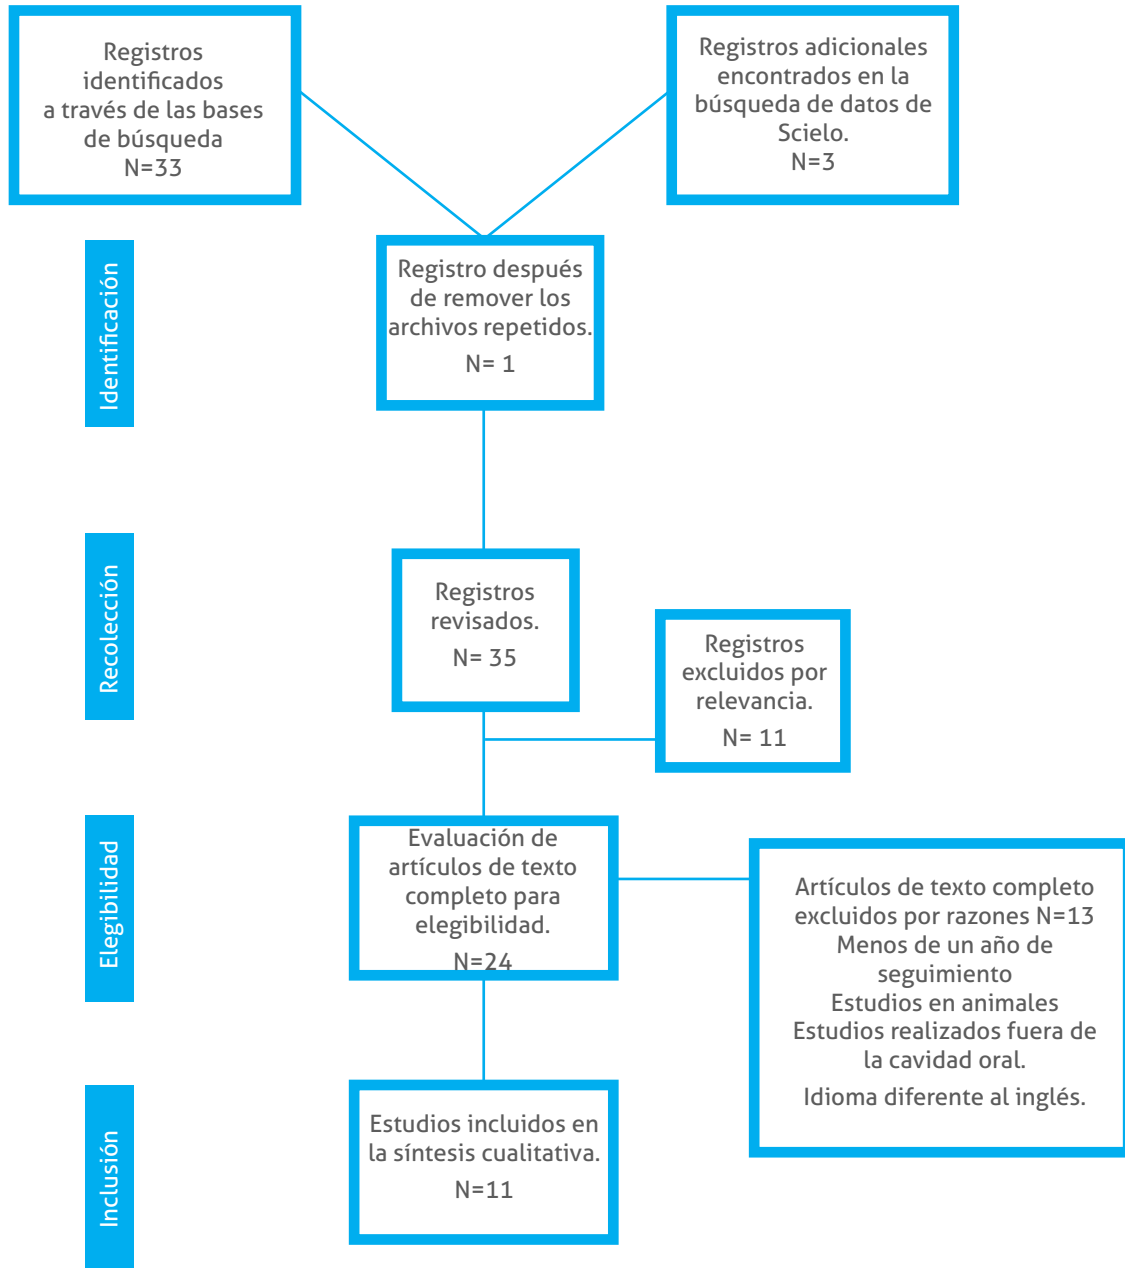 Registros
identificados
a través de las bases
de búsqueda
N=33
Registros adicionales
encontrados en la
búsqueda de datos de
Scielo.
N=3
Identificación
Registro después
de remover los
archivos repetidos.
N= 1
Recolección
Registros
revisados.
N= 35
Registros
excluidos por
relevancia.
N= 11
Elegibilidad
Evaluación de
artículos de texto
completo para
elegibilidad.
N=24
Artículos de texto completo
excluidos por razones N=13
Menos de un año de
seguimiento
Estudios en animales
Estudios realizados fuera de
la cavidad oral.
Idioma diferente al inglés.
Inclusión
Estudios incluidos en
la síntesis cualitativa.
N=11